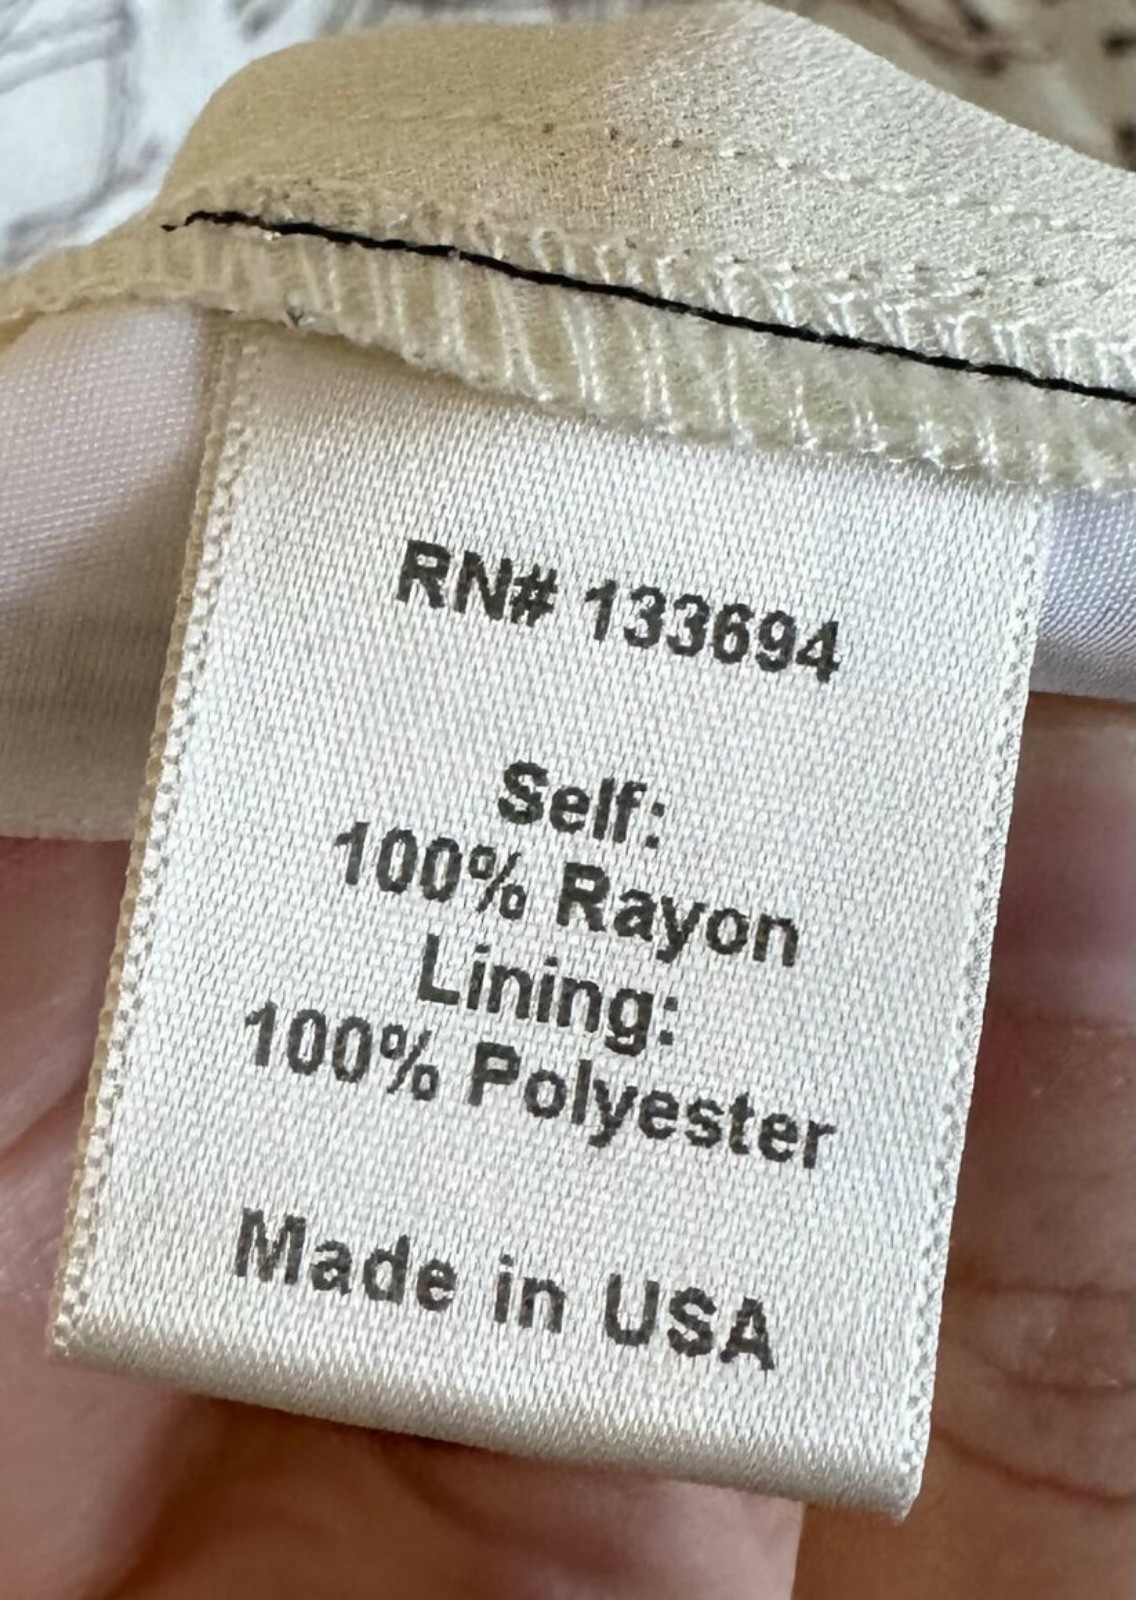 RN# 133694
Self:
100% Rayon
Lining:
100% Polyester
Made in USA